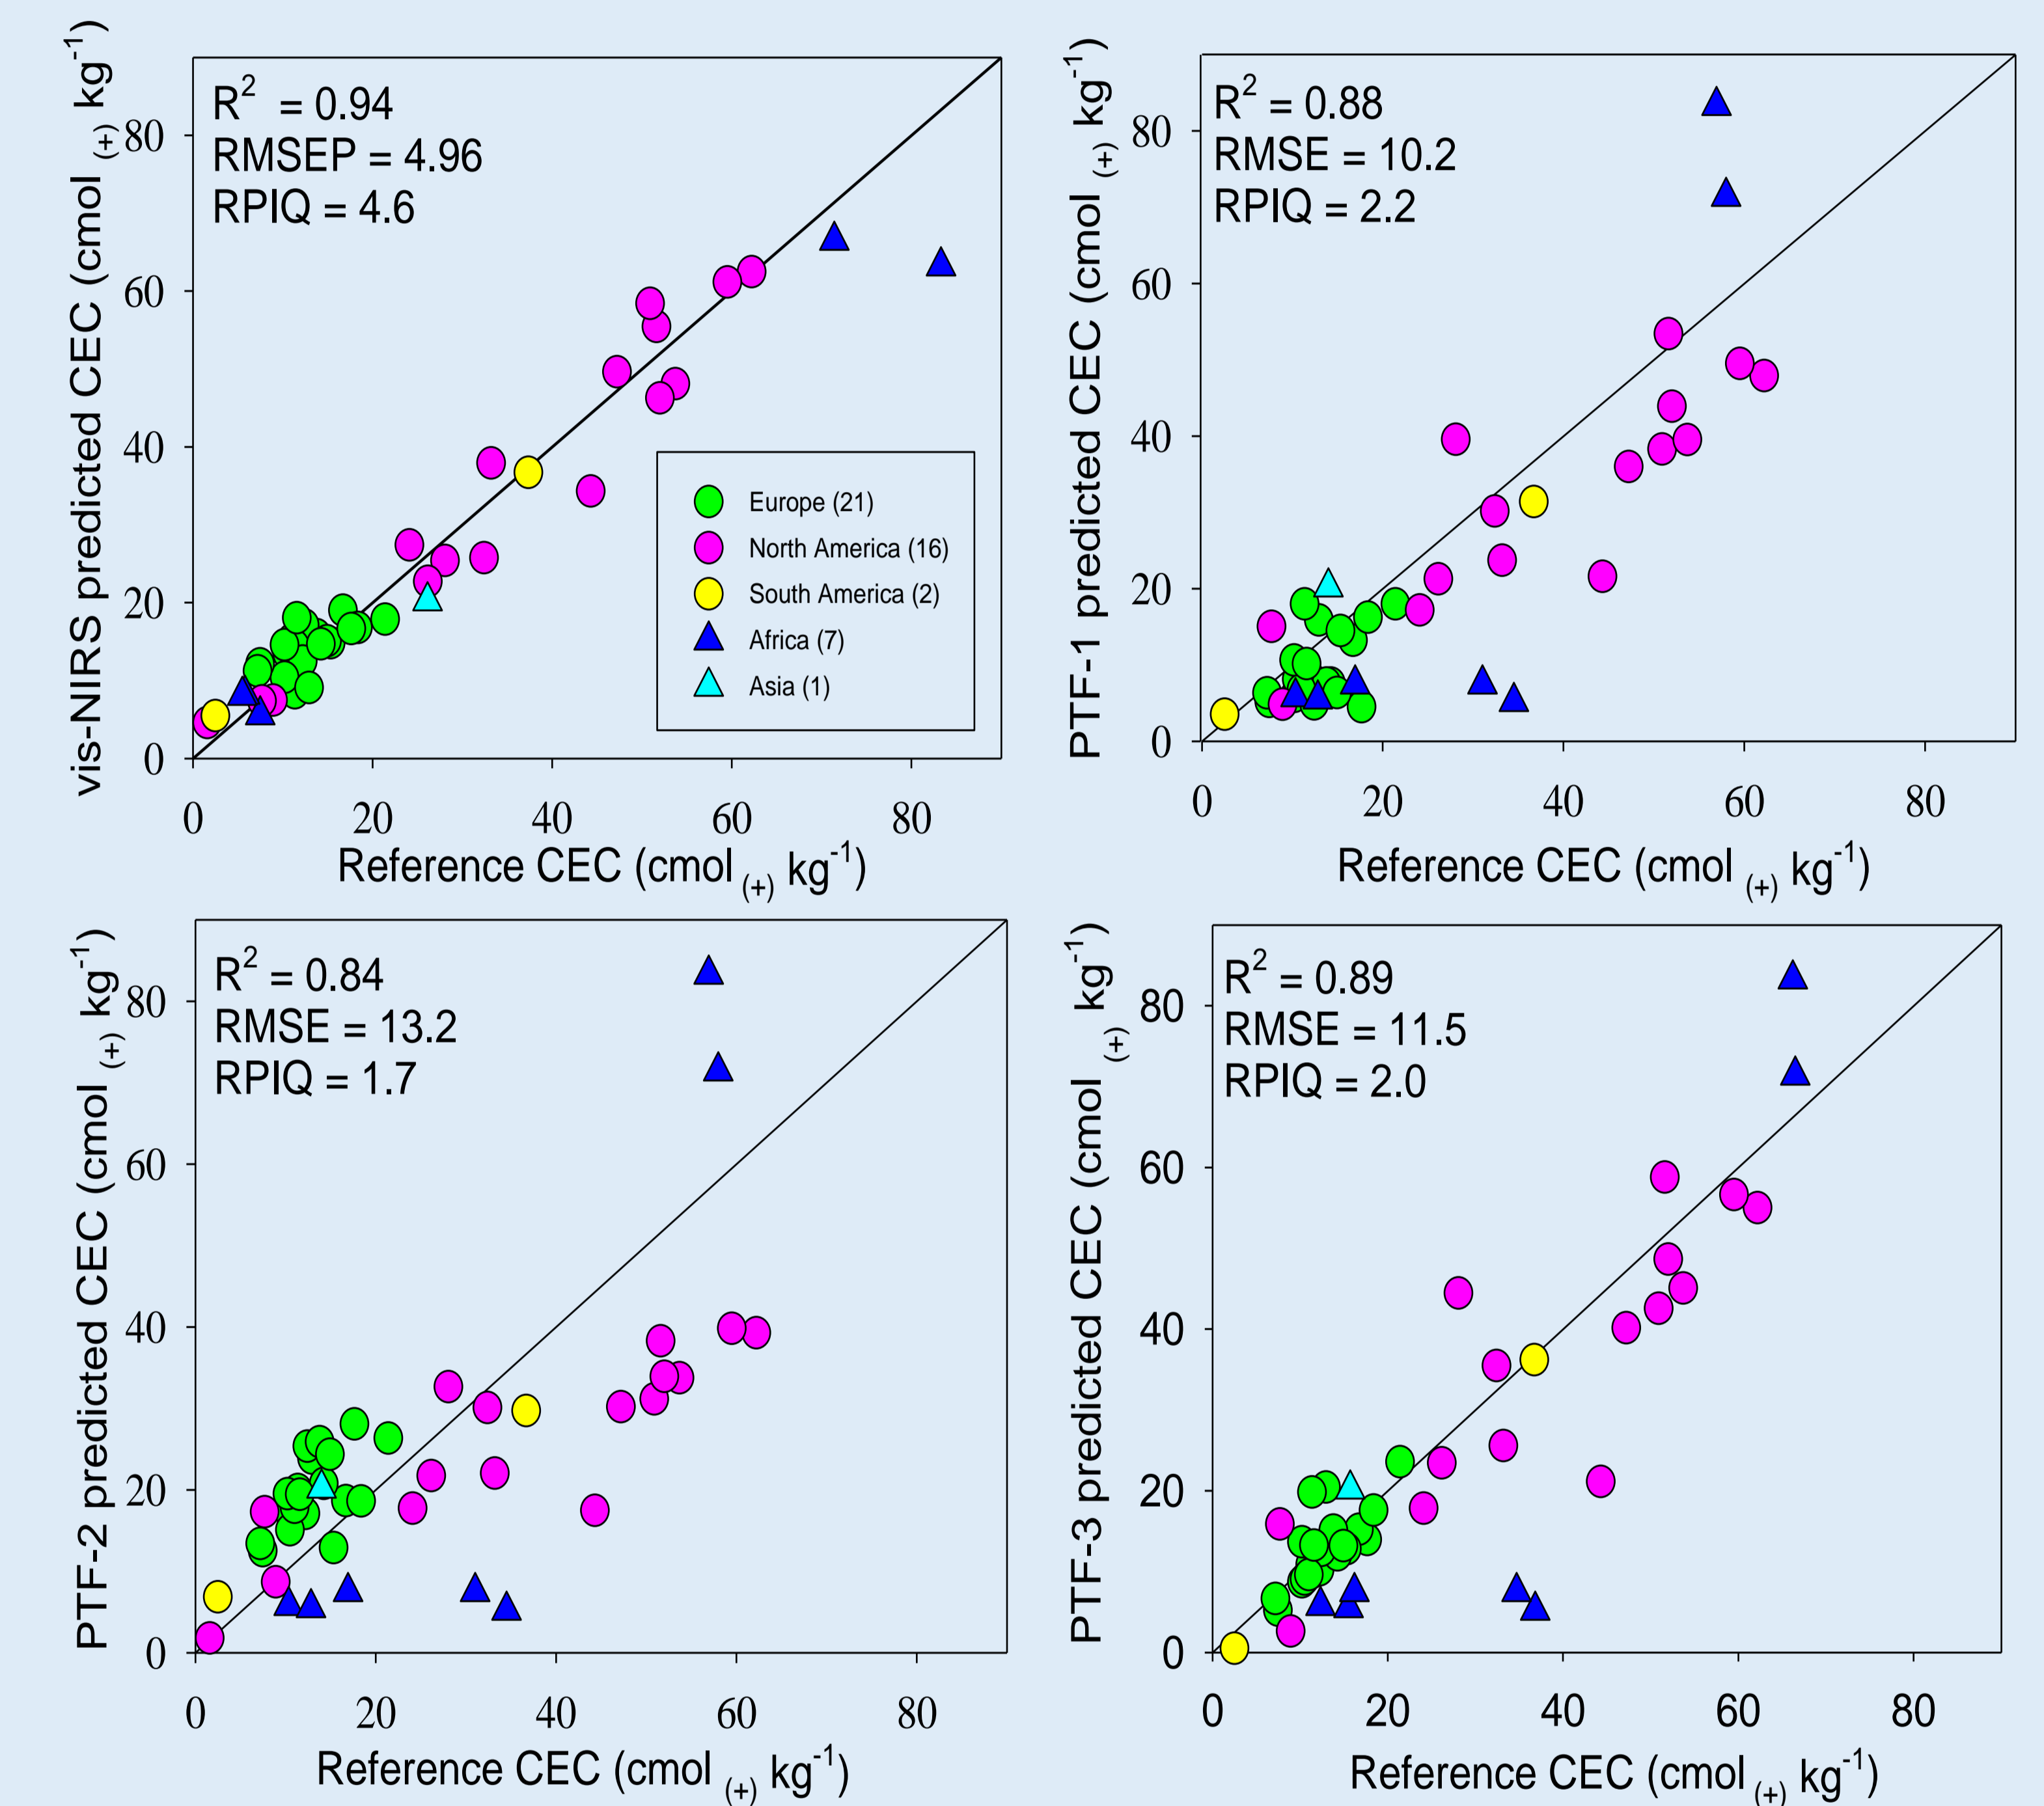 vis-NIRS predicted CEC (cmol (+) kg-1)
R2 = 0.94
RMSEP = 4.96
RPIQ = 4.6
80
60
40
20
0
Europe (21)
North America (16)
South America (2)
Africa (7)
Asia (1)
0 20 40 60 80
Reference CEC (cmol (+) kg-1)
PTF-1 predicted CEC (cmol (+) kg-1)
R2 = 0.88
RMSE = 10.2
RPIQ = 2.2
80
60
40
20
0
0 20 40 60 80
Reference CEC (cmol (+) kg-1)
PTF-2 predicted CEC (cmol (+) kg-1)
R2 = 0.84
RMSE = 13.2
RPIQ = 1.7
80
60
40
20
0
0 20 40 60 80
Reference CEC (cmol (+) kg-1)
PTF-3 predicted CEC (cmol (+) kg-1)
R2 = 0.89
RMSE = 11.5
RPIQ = 2.0
80
60
40
20
0
0 20 40 60 80
Reference CEC (cmol (+) kg-1)